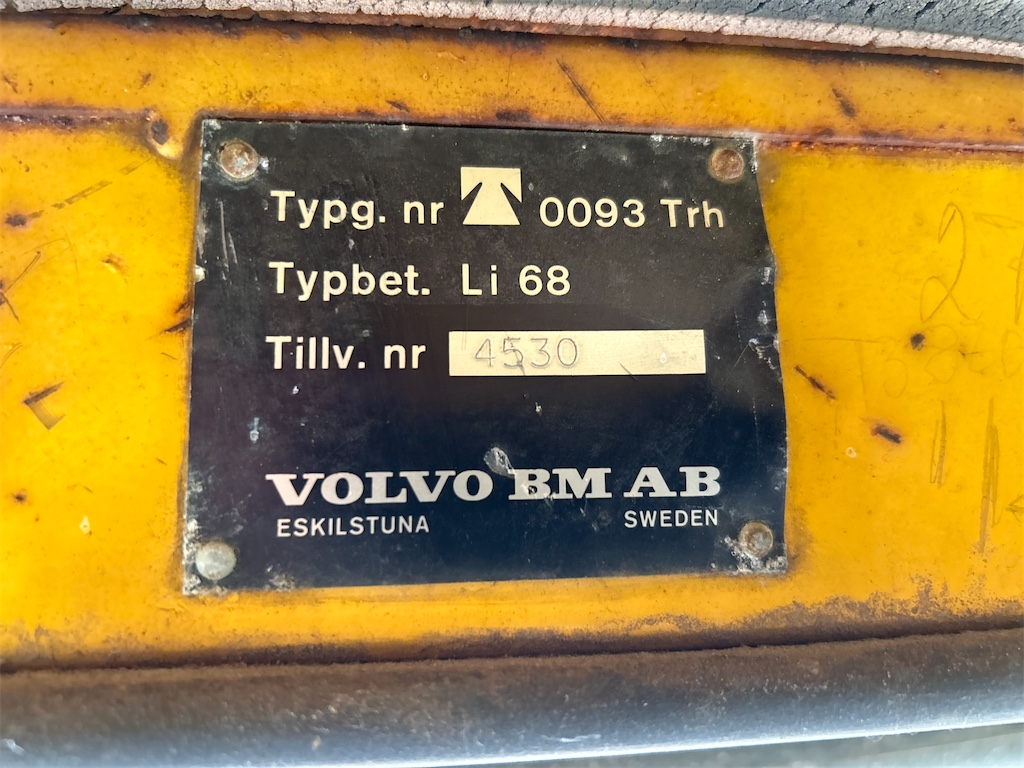 Typg. nr 0093 Trh
Typbet. Li 68
Tillv. nr 4530
VOLVO BM AB
ESKILSTUNA SWEDEN